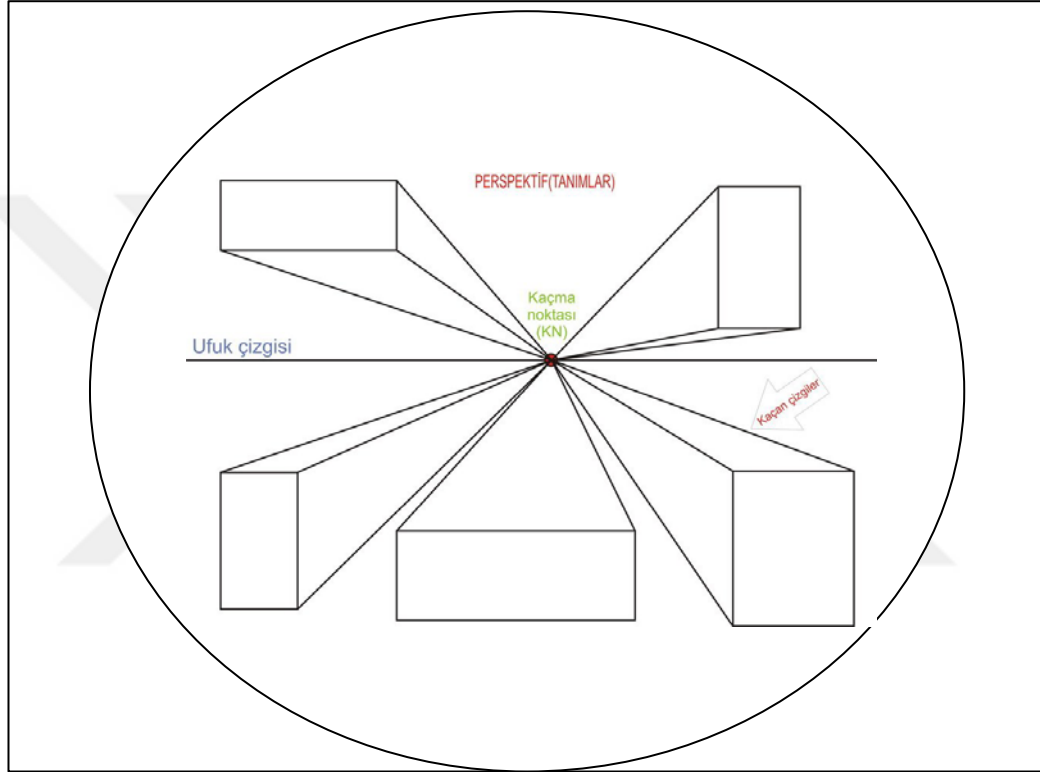 PERSPEKTİF(TANIMLAR)
Kaçma
noktası
(KN)
Ufuk çizgisi
Kaçan çizgiler